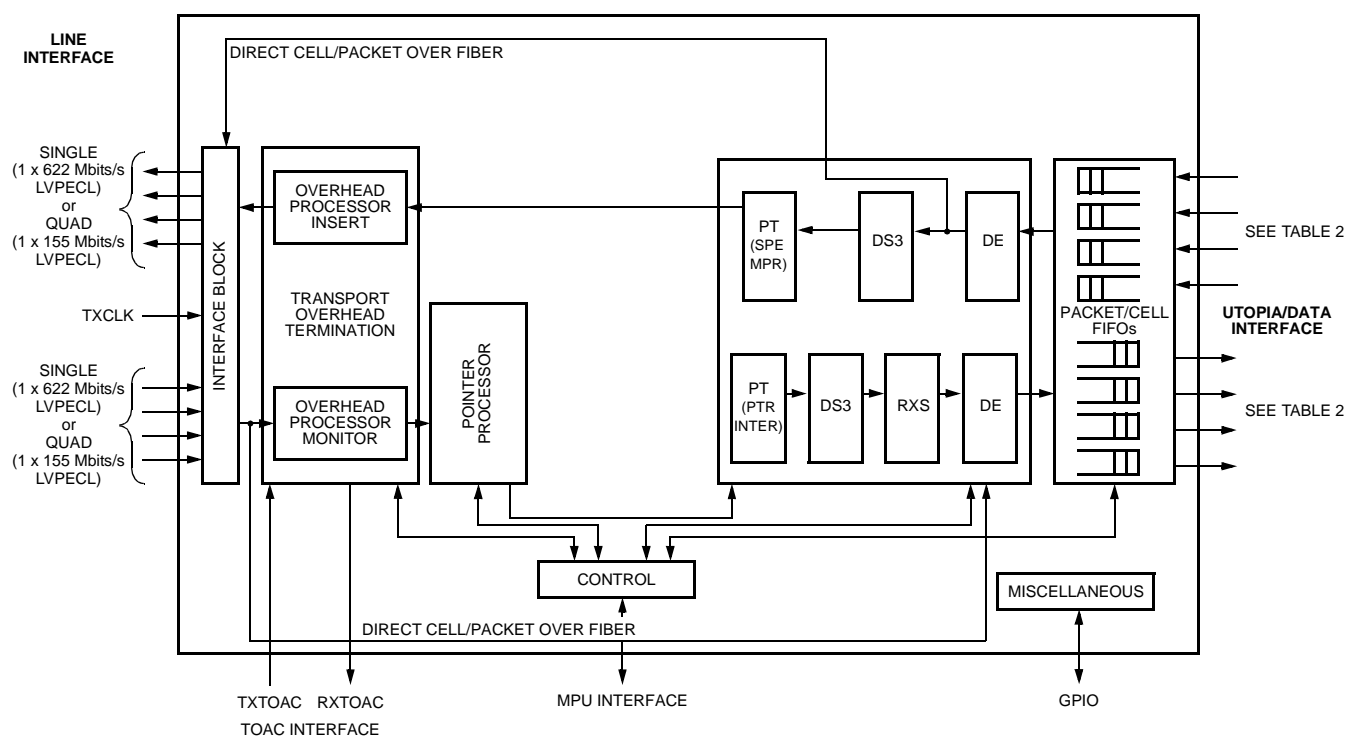 LINE
INTERFACE
DIRECT CELL/PACKET OVER FIBER
SINGLE
(1 x 622 Mbits/s
LVPECL)
or
QUAD
(1 x 155 Mbits/s
LVPECL)
TXCLK
SINGLE
(1 x 622 Mbits/s
LVPECL)
or
QUAD
(1 x 155 Mbits/s
LVPECL)
INTERFACE BLOCK
OVERHEAD
PROCESSOR
INSERT
TRANSPORT
OVERHEAD
TERMINATION
OVERHEAD
PROCESSOR
MONITOR
POINTER
PROCESSOR
PT
(SPE
MPR)
DS3
DE
PT
(PTR
INTER)
DS3
RXS
DE
PACKET/CELL
FIFOs
SEE TABLE 2
UTOPIA/DATA
INTERFACE
SEE TABLE 2
CONTROL
MISCELLANEOUS
DIRECT CELL/PACKET OVER FIBER
TXTOAC RXTOAC
TOAC INTERFACE
MPU INTERFACE
GPIO